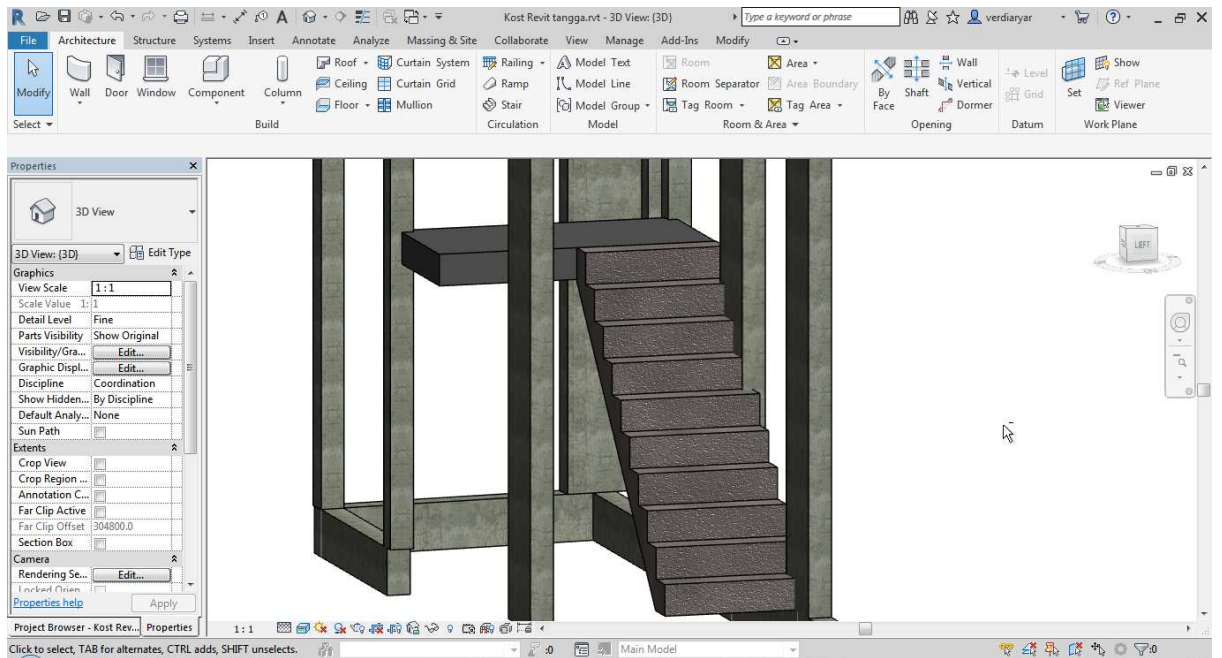 Kost Revit tangga.rvt - 3D View: {3D}
Type a keyword or phrase
verdiaryar
File Architecture Structure Systems Insert Annotate Analyze Massing & Site Collaborate View Manage Add-Ins Modify
Modify
Wall
Door
Window
Component
Column
Roof
Ceiling
Floor
Curtain System
Curtain Grid
Mullion
Railing
Ramp
Stair
Model Text
Model Line
Model Group
Room
Room Separator
Tag Room
Area
Area Boundary
Tag Area
By Face
Shaft
Wall
Vertical
Dormer
Level
Grid
Set
Show
Ref Plane
Viewer
Select Build Circulation Model Room & Area Opening Datum Work Plane
Properties
3D View
3D View: {3D} Edit Type
Graphics
View Scale 1 : 1
Scale Value 1: 1
Detail Level Fine
Parts Visibility Show Original
Visibility/Gra... Edit...
Graphic Displ... Edit...
Discipline Coordination
Show Hidden... By Discipline
Default Analy... None
Sun Path
Extents
Crop View
Crop Region ...
Annotation C...
Far Clip Active
Far Clip Offset 304800.0
Section Box
Camera
Rendering Se... Edit...
Locked Orien
Properties help Apply
Project Browser - Kost Rev... Properties
LEFT
1 : 1
Click to select, TAB for alternates, CTRL adds, SHIFT unselects.
:0
Main Model
:0